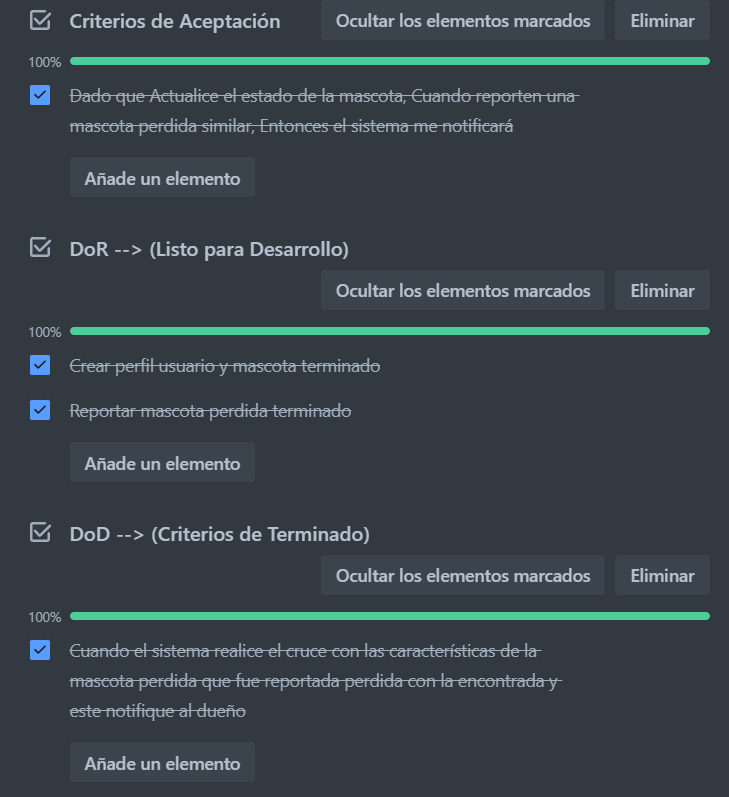 Criterios de Aceptación
Ocultar los elementos marcados
Eliminar
100%
Dado que Actualice el estado de la mascota, Cuando reporten una
mascota perdida similar, Entonces el sistema me notificará
Añade un elemento
DoR --> (Listo para Desarrollo)
Ocultar los elementos marcados
Eliminar
100%
Crear perfil usuario y mascota terminado
Reportar mascota perdida terminado
Añade un elemento
DoD --> (Criterios de Terminado)
Ocultar los elementos marcados
Eliminar
100%
Cuando el sistema realice el cruce con las características de la
mascota perdida que fue reportada perdida con la encontrada y
este notifique al dueño
Añade un elemento